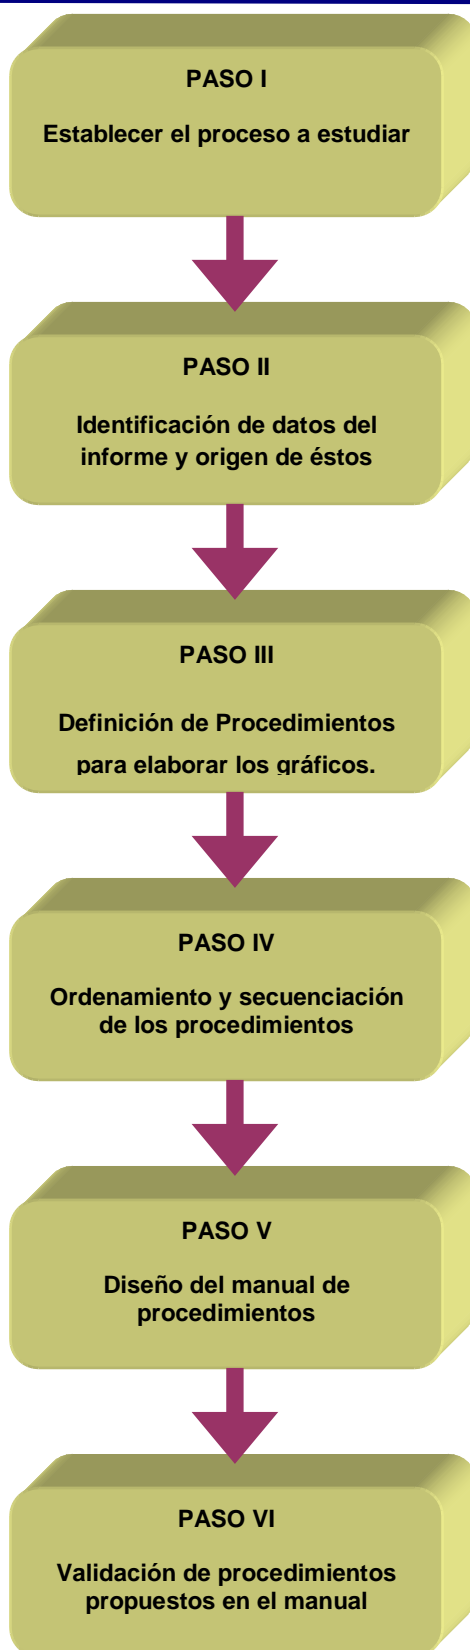 PASO I
Establecer el proceso a estudiar
PASO II
Identificación de datos del
informe y origen de éstos
PASO III
Definición de Procedimientos
para elaborar los gráficos.
PASO IV
Ordenamiento y secuenciación
de los procedimientos
PASO V
Diseño del manual de
procedimientos
PASO VI
Validación de procedimientos
propuestos en el manual